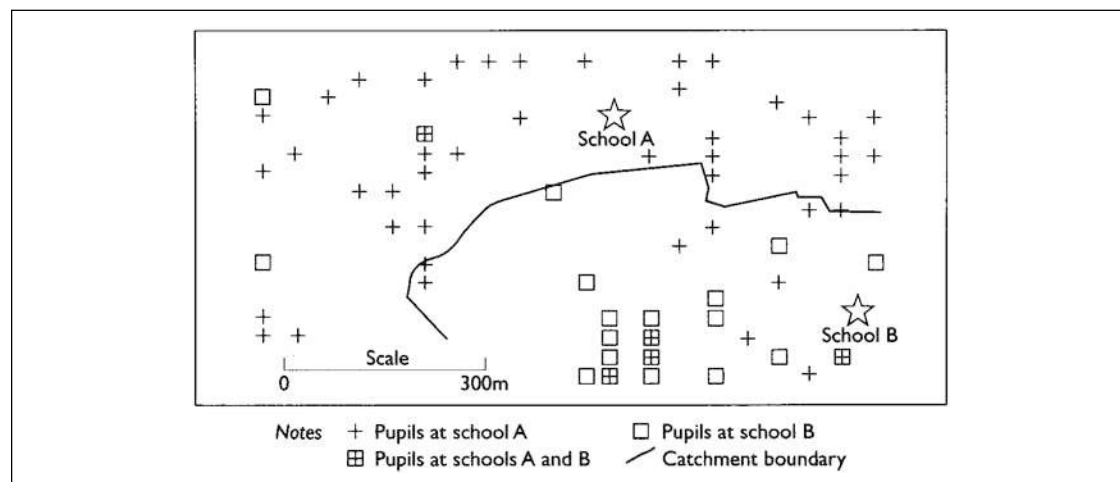 School A
School B
Scale
0 300m
Notes + Pupils at school A □ Pupils at school B
⊞ Pupils at schools A and B Catchment boundary